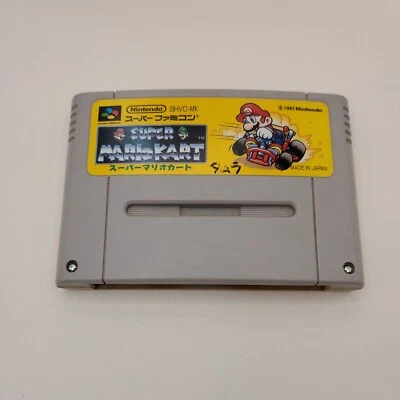 Nintendo SHVC-MK
スーパーファミコン
© 1992 Nintendo
SUPER
MARIO KART
スーパーマリオカート
MADE IN JAPAN